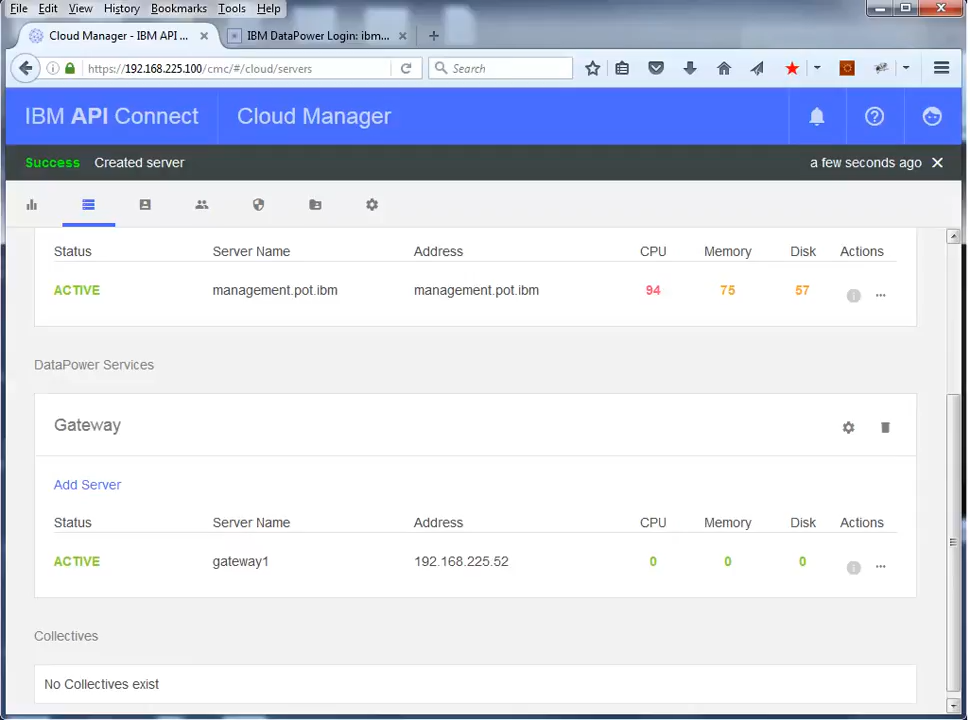 File Edit View History Bookmarks Tools Help
Cloud Manager - IBM API ... × IBM DataPower Login: ibm... × +
https://192.168.225.100/cmc/#/cloud/servers Search
IBM API Connect Cloud Manager
Success Created server a few seconds ago ×
Status Server Name Address CPU Memory Disk Actions
ACTIVE management.pot.ibm management.pot.ibm 94 75 57 ...
DataPower Services
Gateway
Add Server
Status Server Name Address CPU Memory Disk Actions
ACTIVE gateway1 192.168.225.52 0 0 0 ...
Collectives
No Collectives exist